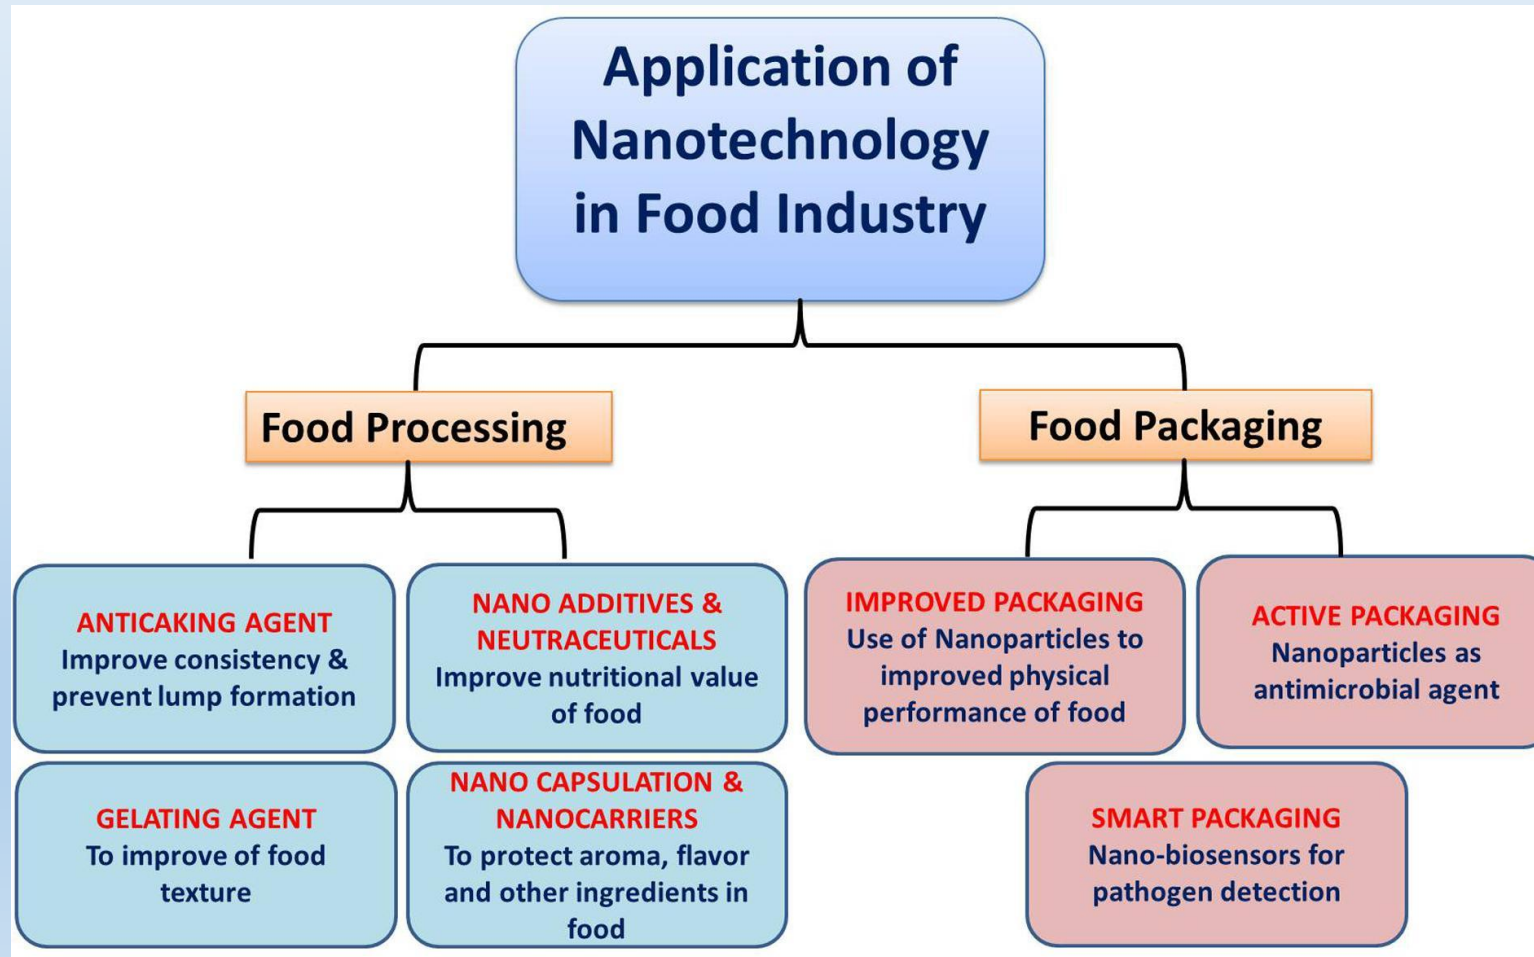 Application of
Nanotechnology
in Food Industry
Food Processing
Food Packaging
ANTICAKING AGENT
Improve consistency &
prevent lump formation
NANO ADDITIVES &
NEUTRACEUTICALS
Improve nutritional value
of food
IMPROVED PACKAGING
Use of Nanoparticles to
improved physical
performance of food
ACTIVE PACKAGING
Nanoparticles as
antimicrobial agent
GELATING AGENT
To improve of food
texture
NANO CAPSULATION &
NANOCARRIERS
To protect aroma, flavor
and other ingredients in
food
SMART PACKAGING
Nano-biosensors for
pathogen detection